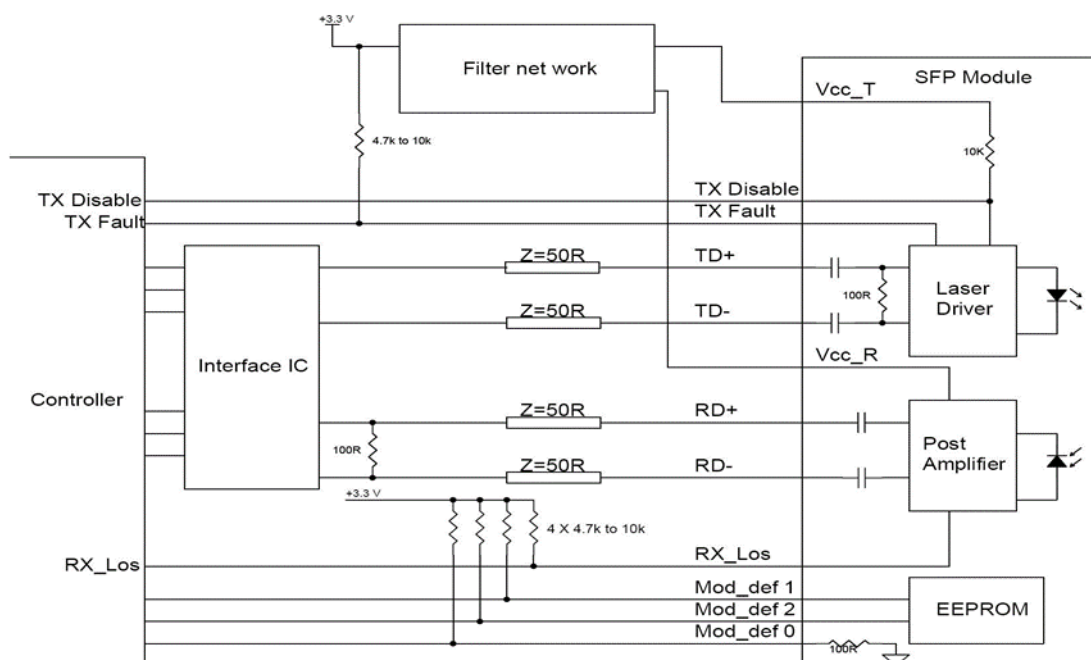 +3.3 V
Filter net work
SFP Module
Vcc_T
4.7k to 10k
10K
TX Disable
TX Disable
TX Fault
TX Fault
Z=50R
TD+
100R
Laser
Driver
Z=50R
TD-
Interface IC
Vcc_R
Controller
Z=50R
RD+
100R
Post
Amplifier
Z=50R
RD-
+3.3 V
4 X 4.7k to 10k
RX_Los
RX_Los
Mod_def 1
Mod_def 2
EEPROM
Mod_def 0
100R